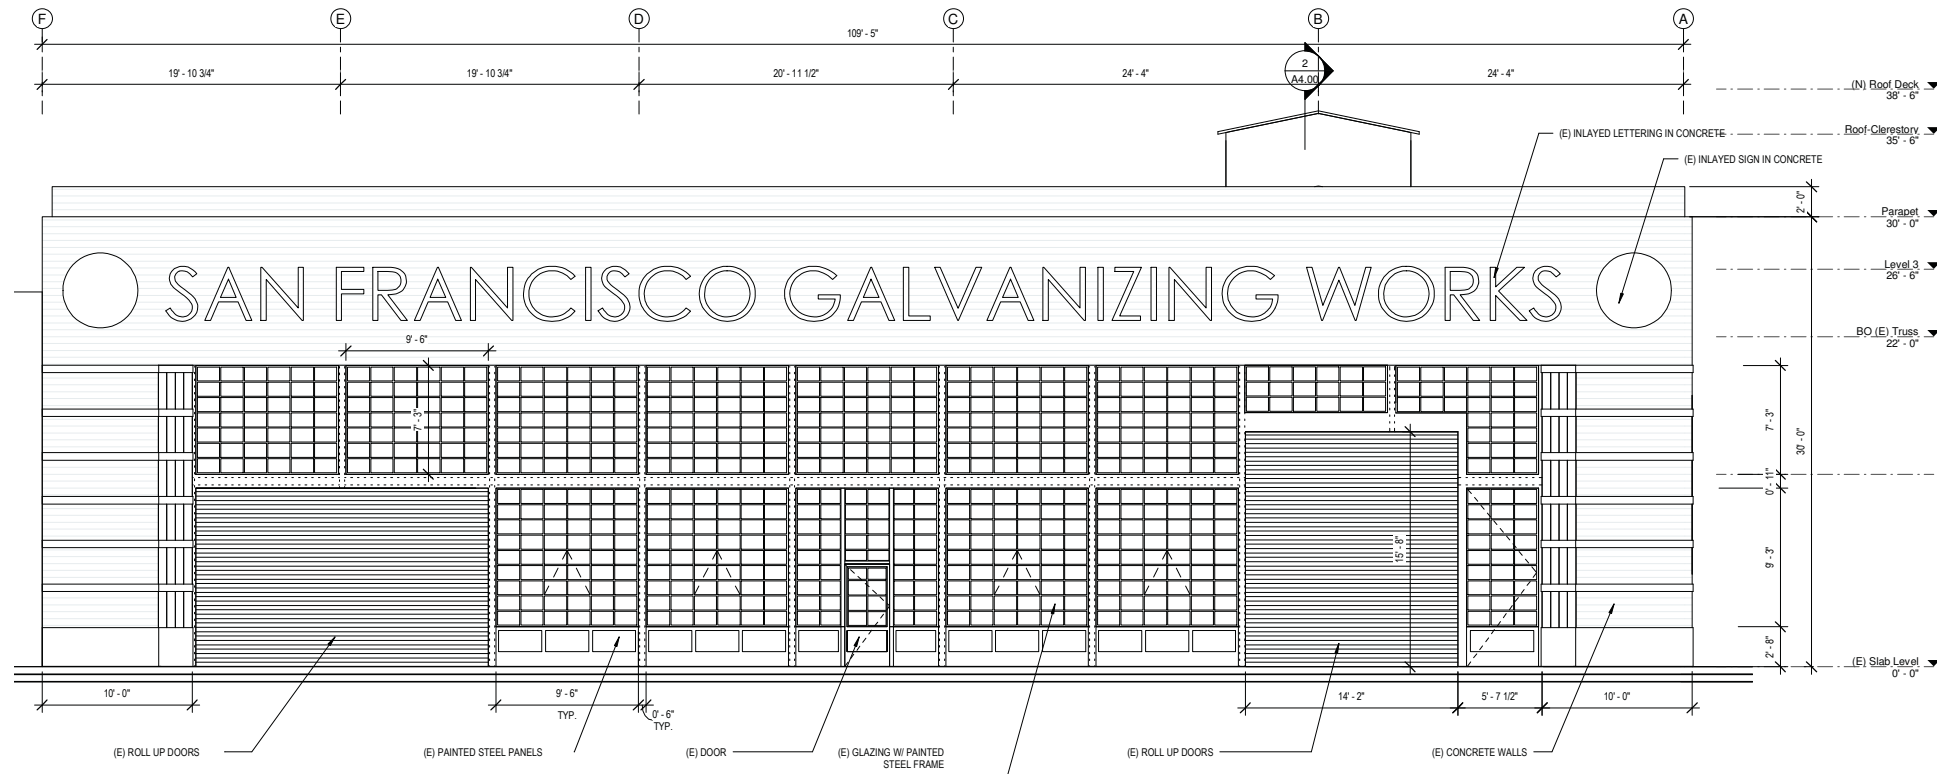 F
E
D
C
B
A
109' - 5"
19' - 10 3/4"
19' - 10 3/4"
20' - 11 1/2"
24' - 4"
2
A4.00
24' - 4"
(N) Roof Deck
38' - 6"
Roof-Clerestory
35' - 6"
(E) INLAYED LETTERING IN CONCRETE
(E) INLAYED SIGN IN CONCRETE
2' - 0"
Parapet
30' - 0"
Level 3
26' - 6"
SAN FRANCISCO GALVANIZING WORKS
BO (E) Truss
22' - 0"
9' - 6"
7' - 3"
7' - 3"
30' - 0"
0' - 11"
15' - 8"
9' - 3"
2' - 8"
(E) Slab Level
0' - 0"
10' - 0"
9' - 6"
TYP.
0' - 6"
TYP.
14' - 2"
5' - 7 1/2"
10' - 0"
(E) ROLL UP DOORS
(E) PAINTED STEEL PANELS
(E) DOOR
(E) GLAZING W/ PAINTED
STEEL FRAME
(E) ROLL UP DOORS
(E) CONCRETE WALLS